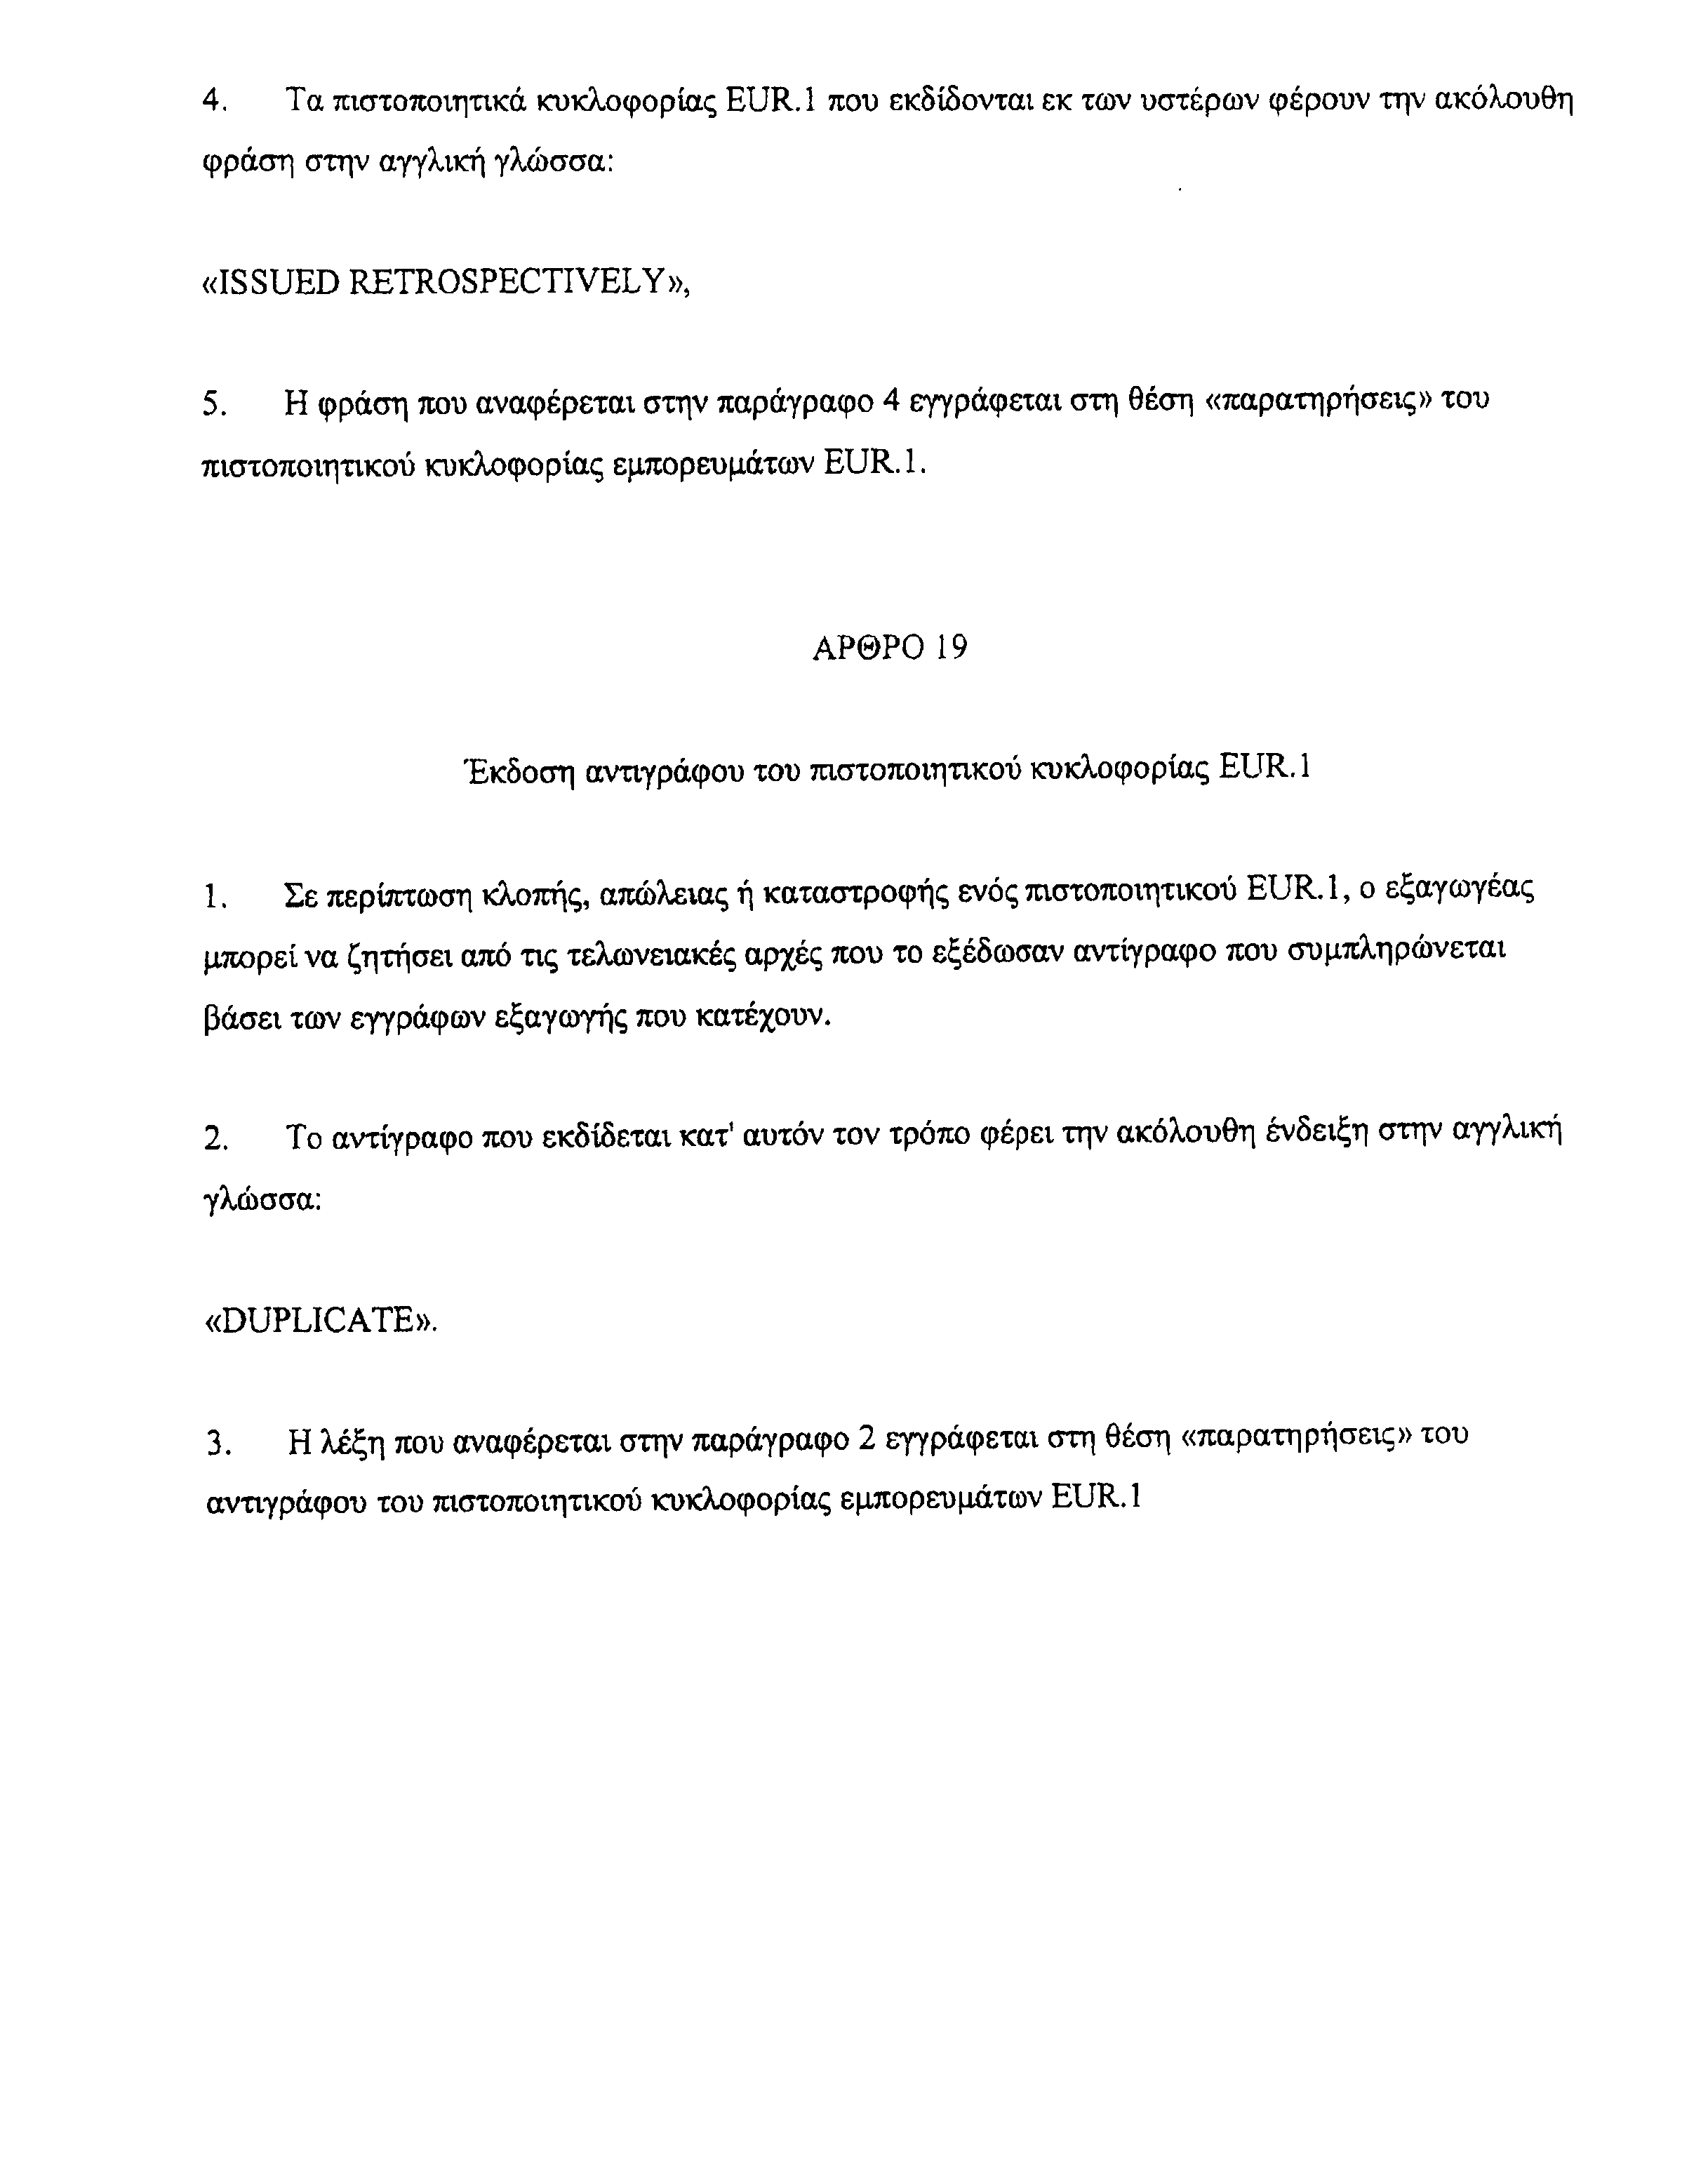 4. Τα πιστοποιητικά κυκλοφορίας EUR.1 που εκδίδονται εκ των υστέρων φέρουν την ακόλουθη
φράση στην αγγλική γλώσσα:
«ISSUED RETROSPECTIVELY»,
5. Η φράση που αναφέρεται στην παράγραφο 4 εγγράφεται στη θέση «παρατηρήσεις» του
πιστοποιητικού κυκλοφορίας εμπορευμάτων EUR.1.
ΑΡΘΡΟ 19
Έκδοση αντιγράφου του πιστοποιητικού κυκλοφορίας EUR.1
1. Σε περίπτωση κλοπής, απώλειας ή καταστροφής ενός πιστοποιητικού EUR.1, ο εξαγωγέας
μπορεί να ζητήσει από τις τελωνειακές αρχές που το εξέδωσαν αντίγραφο που συμπληρώνεται
βάσει των εγγράφων εξαγωγής που κατέχουν.
2. Το αντίγραφο που εκδίδεται κατ' αυτόν τον τρόπο φέρει την ακόλουθη ένδειξη στην αγγλική
γλώσσα:
«DUPLICATE».
3. Η λέξη που αναφέρεται στην παράγραφο 2 εγγράφεται στη θέση «παρατηρήσεις» του
αντιγράφου του πιστοποιητικού κυκλοφορίας εμπορευμάτων EUR.1